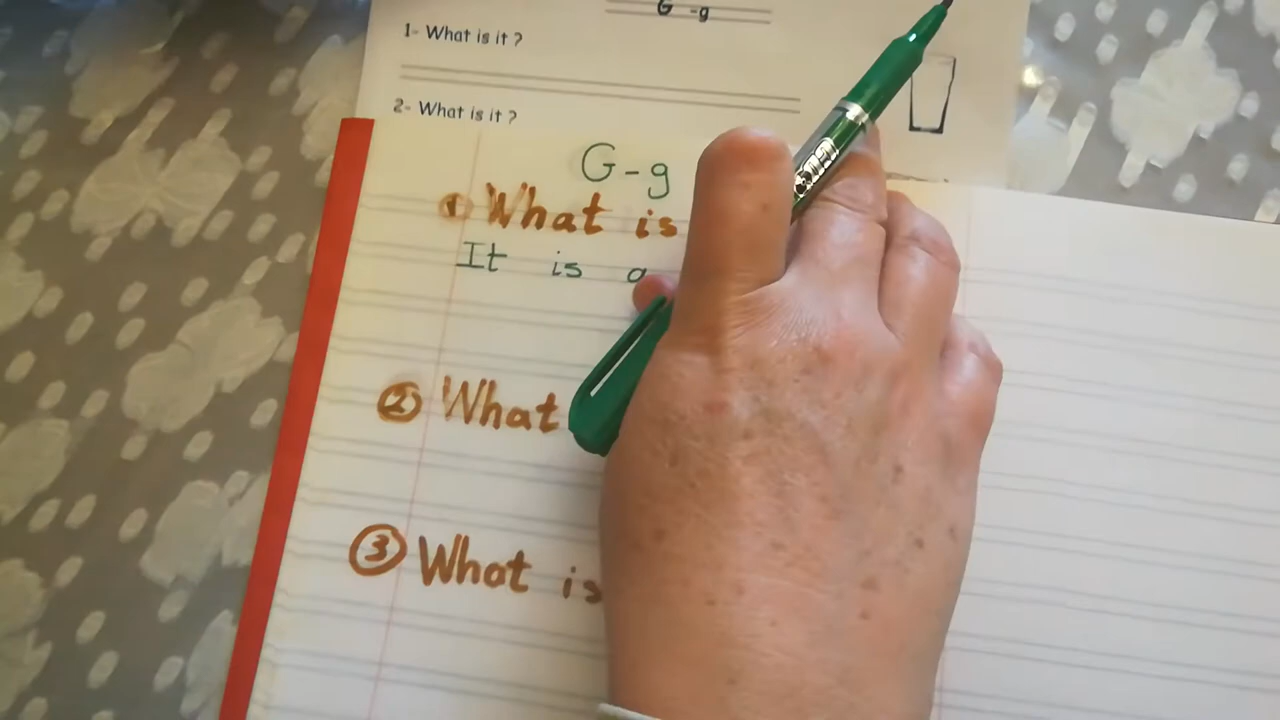 G -g
1- What is it ?
2- What is it ?
G-g
1 What is
It is a
2 What
3 What is